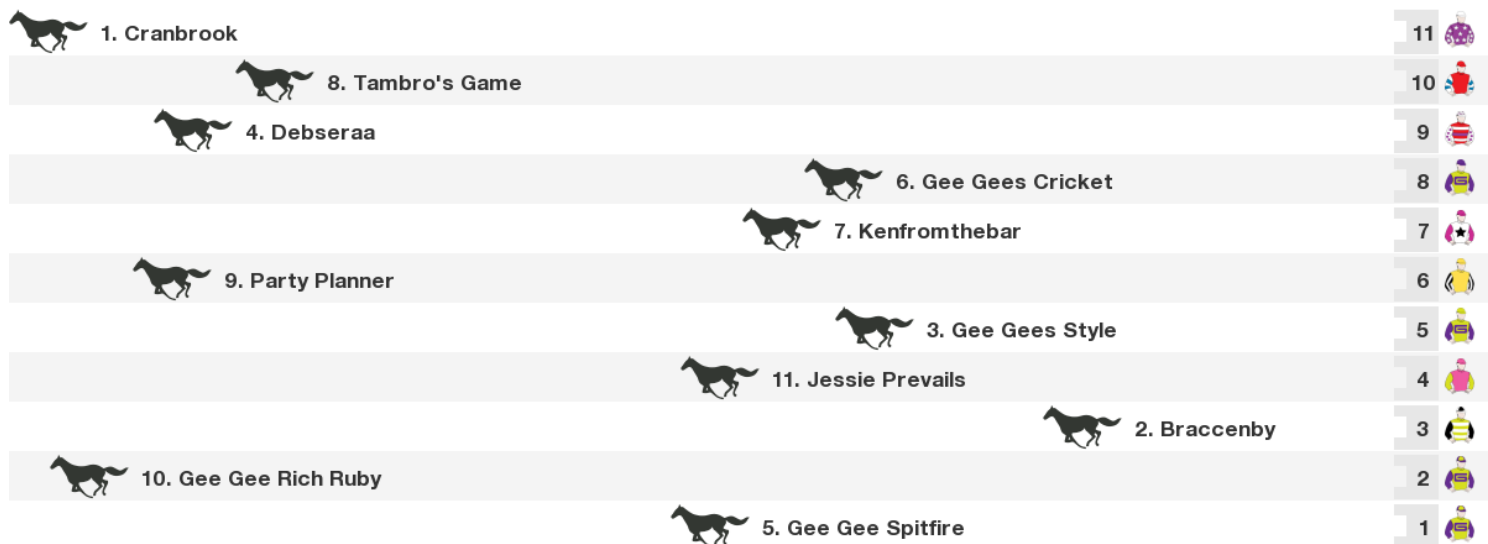 1. Cranbrook 11
8. Tambro's Game 10
4. Debseraa 9
6. Gee Gees Cricket 8
7. Kenfromthebar 7
9. Party Planner 6
3. Gee Gees Style 5
11. Jessie Prevails 4
2. Braccenby 3
10. Gee Gee Rich Ruby 2
5. Gee Gee Spitfire 1